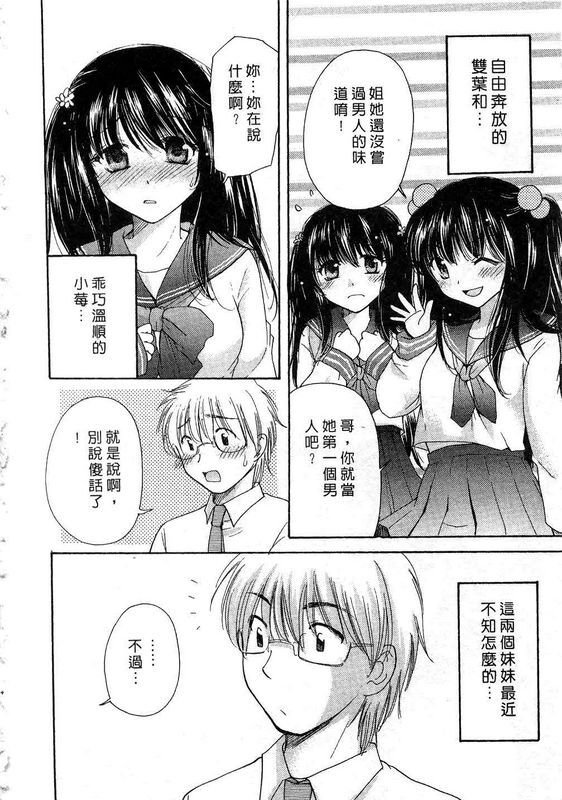 自由奔放的
雙葉和…
姐她還沒嘗
過男人的味
道唷！
哥，你就當
她第一個男
人吧？
妳…妳在說
什麼啊？
乖巧溫順的
小莓…
就是說啊，
別說傻話了
！
這兩個妹妹最近
不知怎麼的…
……
不過…